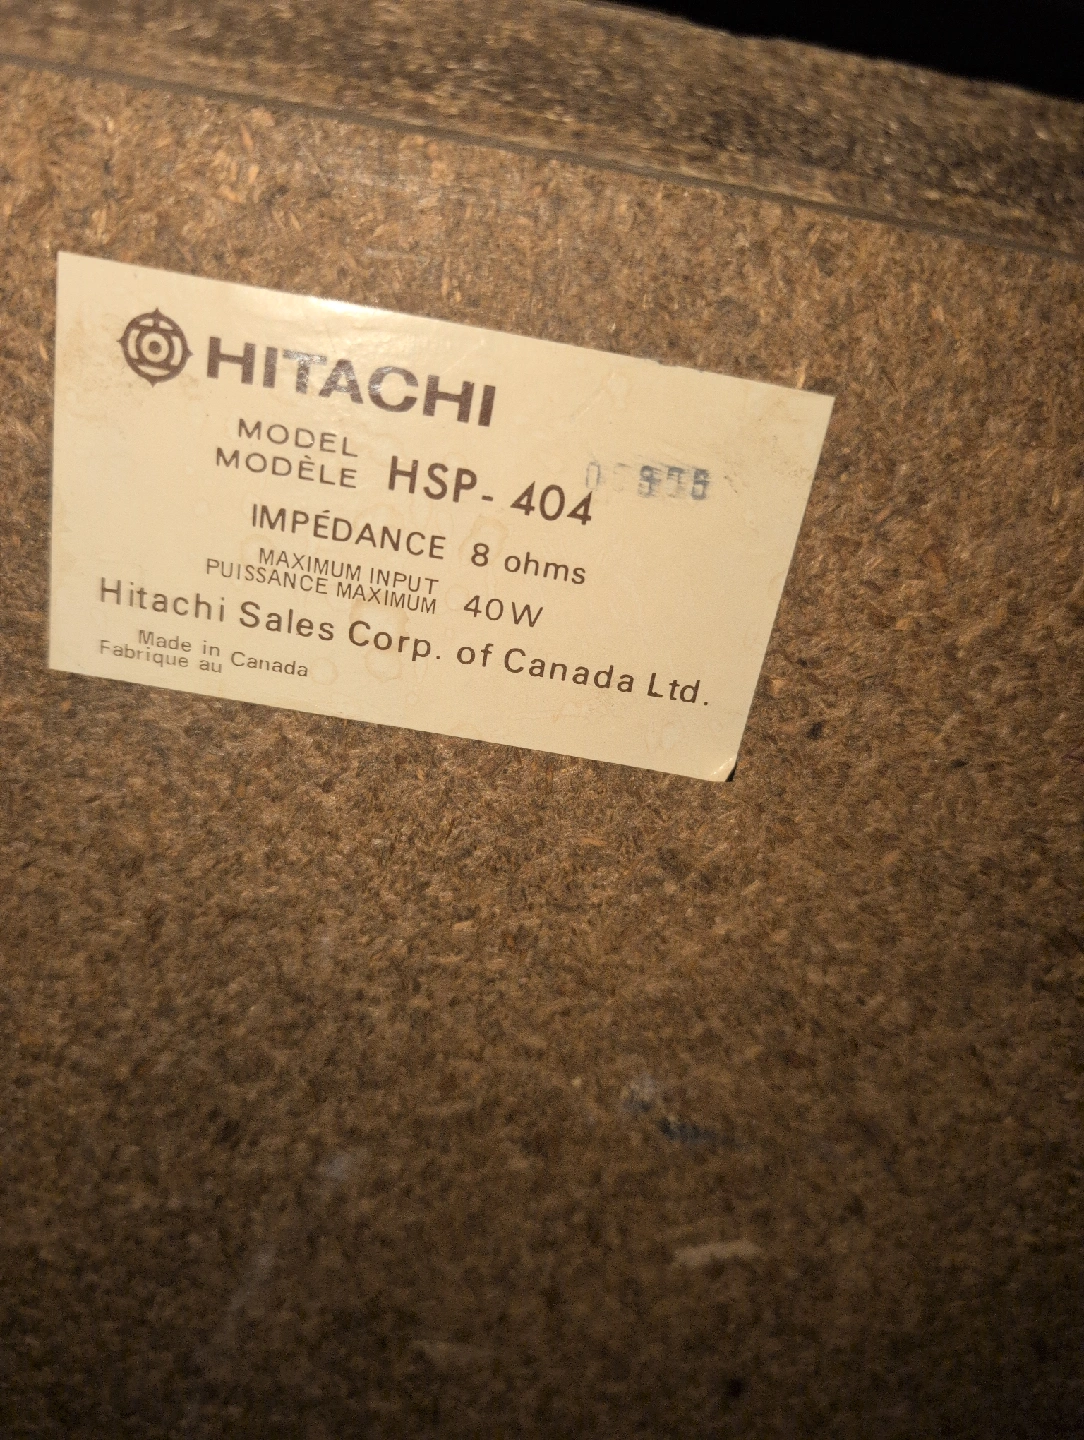 HITACHI
MODEL
MODÈLE HSP-404
IMPÉDANCE 8 ohms
MAXIMUM INPUT
PUISSANCE MAXIMUM 40W
Hitachi Sales Corp. of Canada Ltd.
Made in
Fabrique au Canada